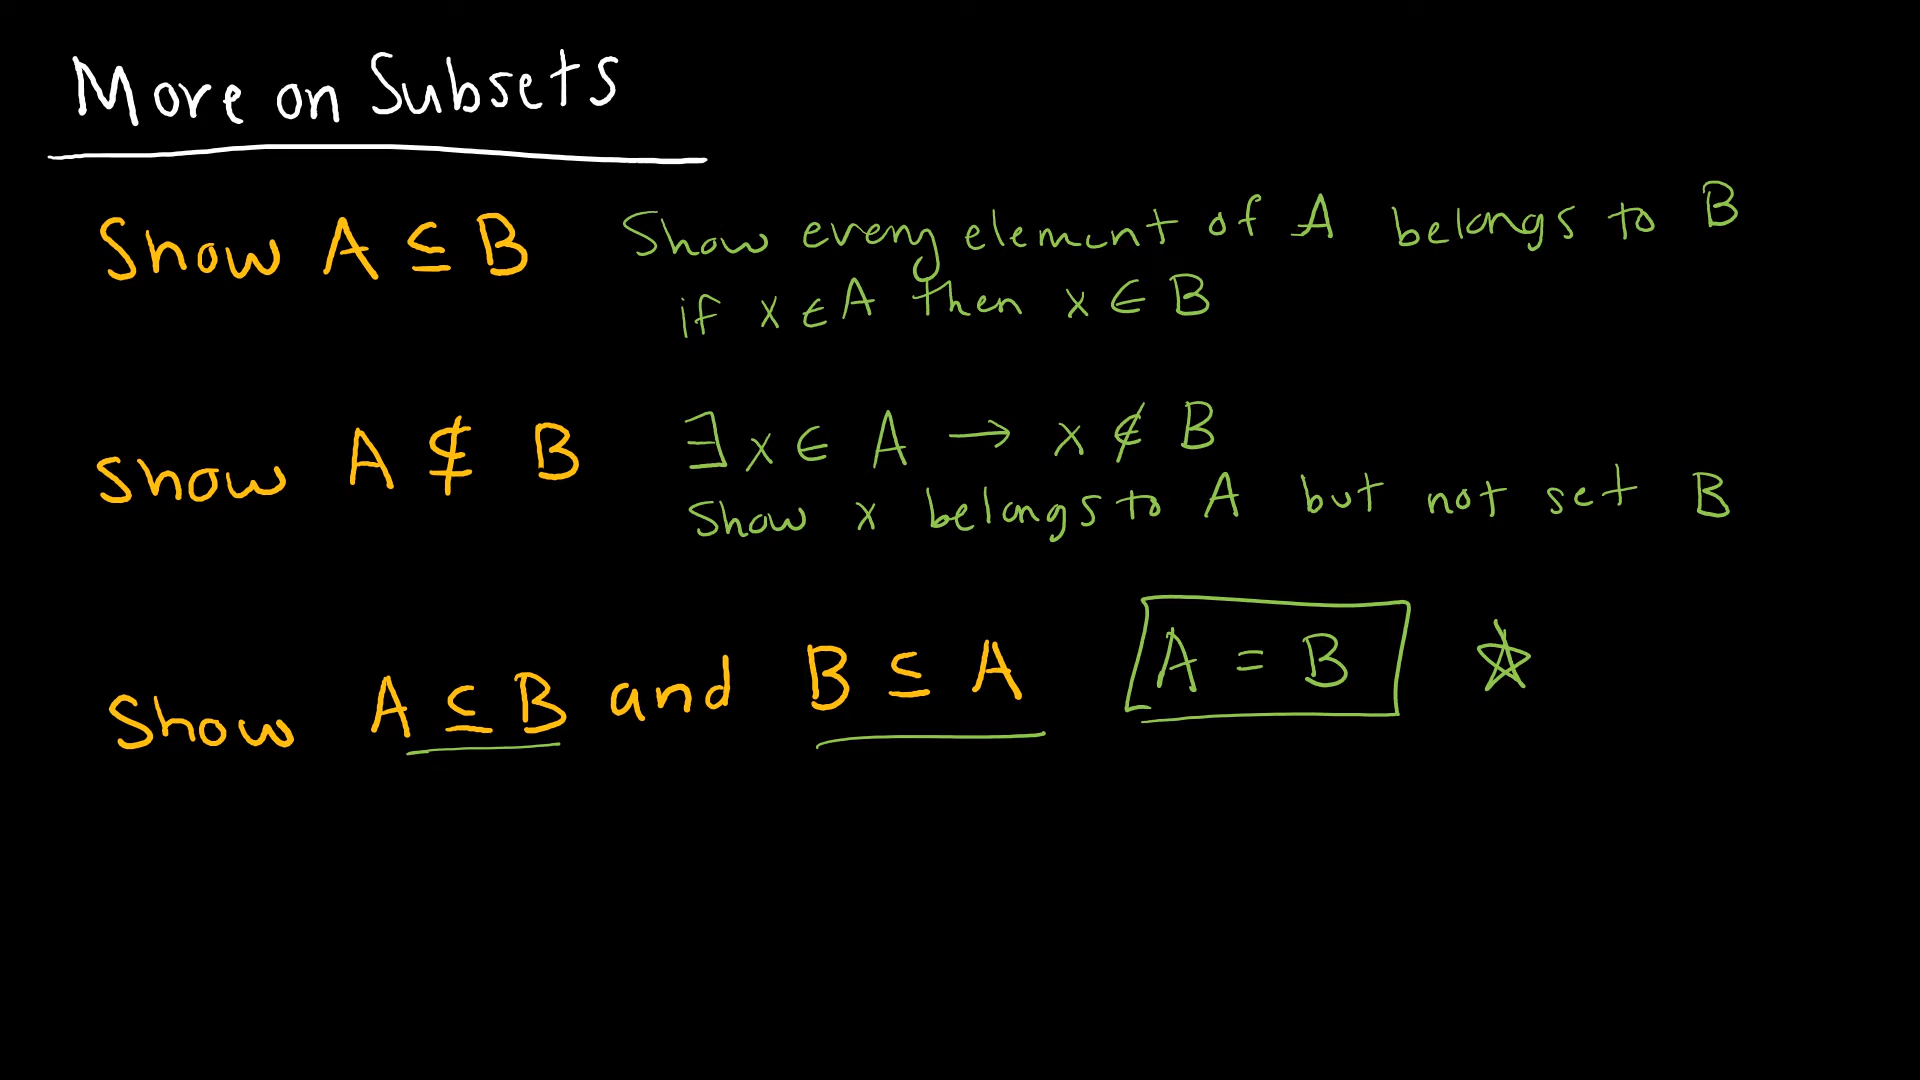 More on Subsets
Show A ⊆ B Show every element of A belongs to B
if x ∈ A then x ∈ B
Show A ⊈ B ∃ x ∈ A → x ∉ B
Show x belongs to A but not set B
Show A ⊆ B and B ⊆ A A = B ☆